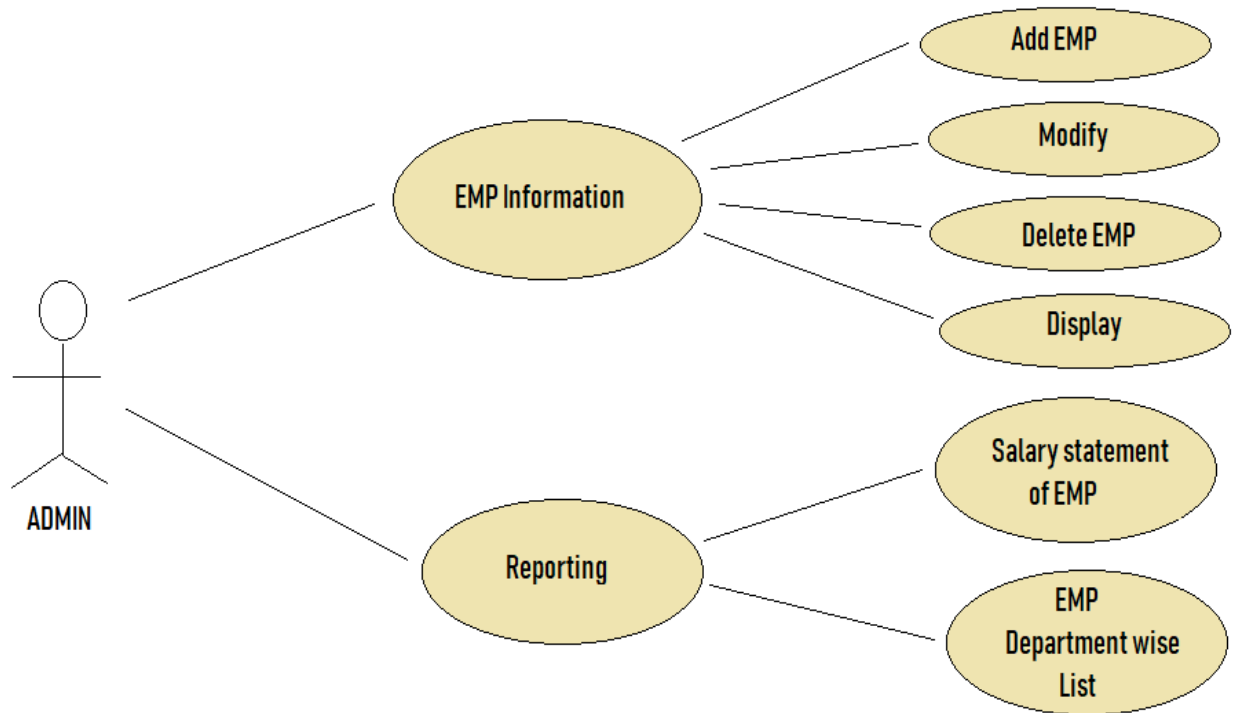 Add EMP
Modify
EMP Information
Delete EMP
Display
Salary statement
of EMP
ADMIN
Reporting
EMP
Department wise
List